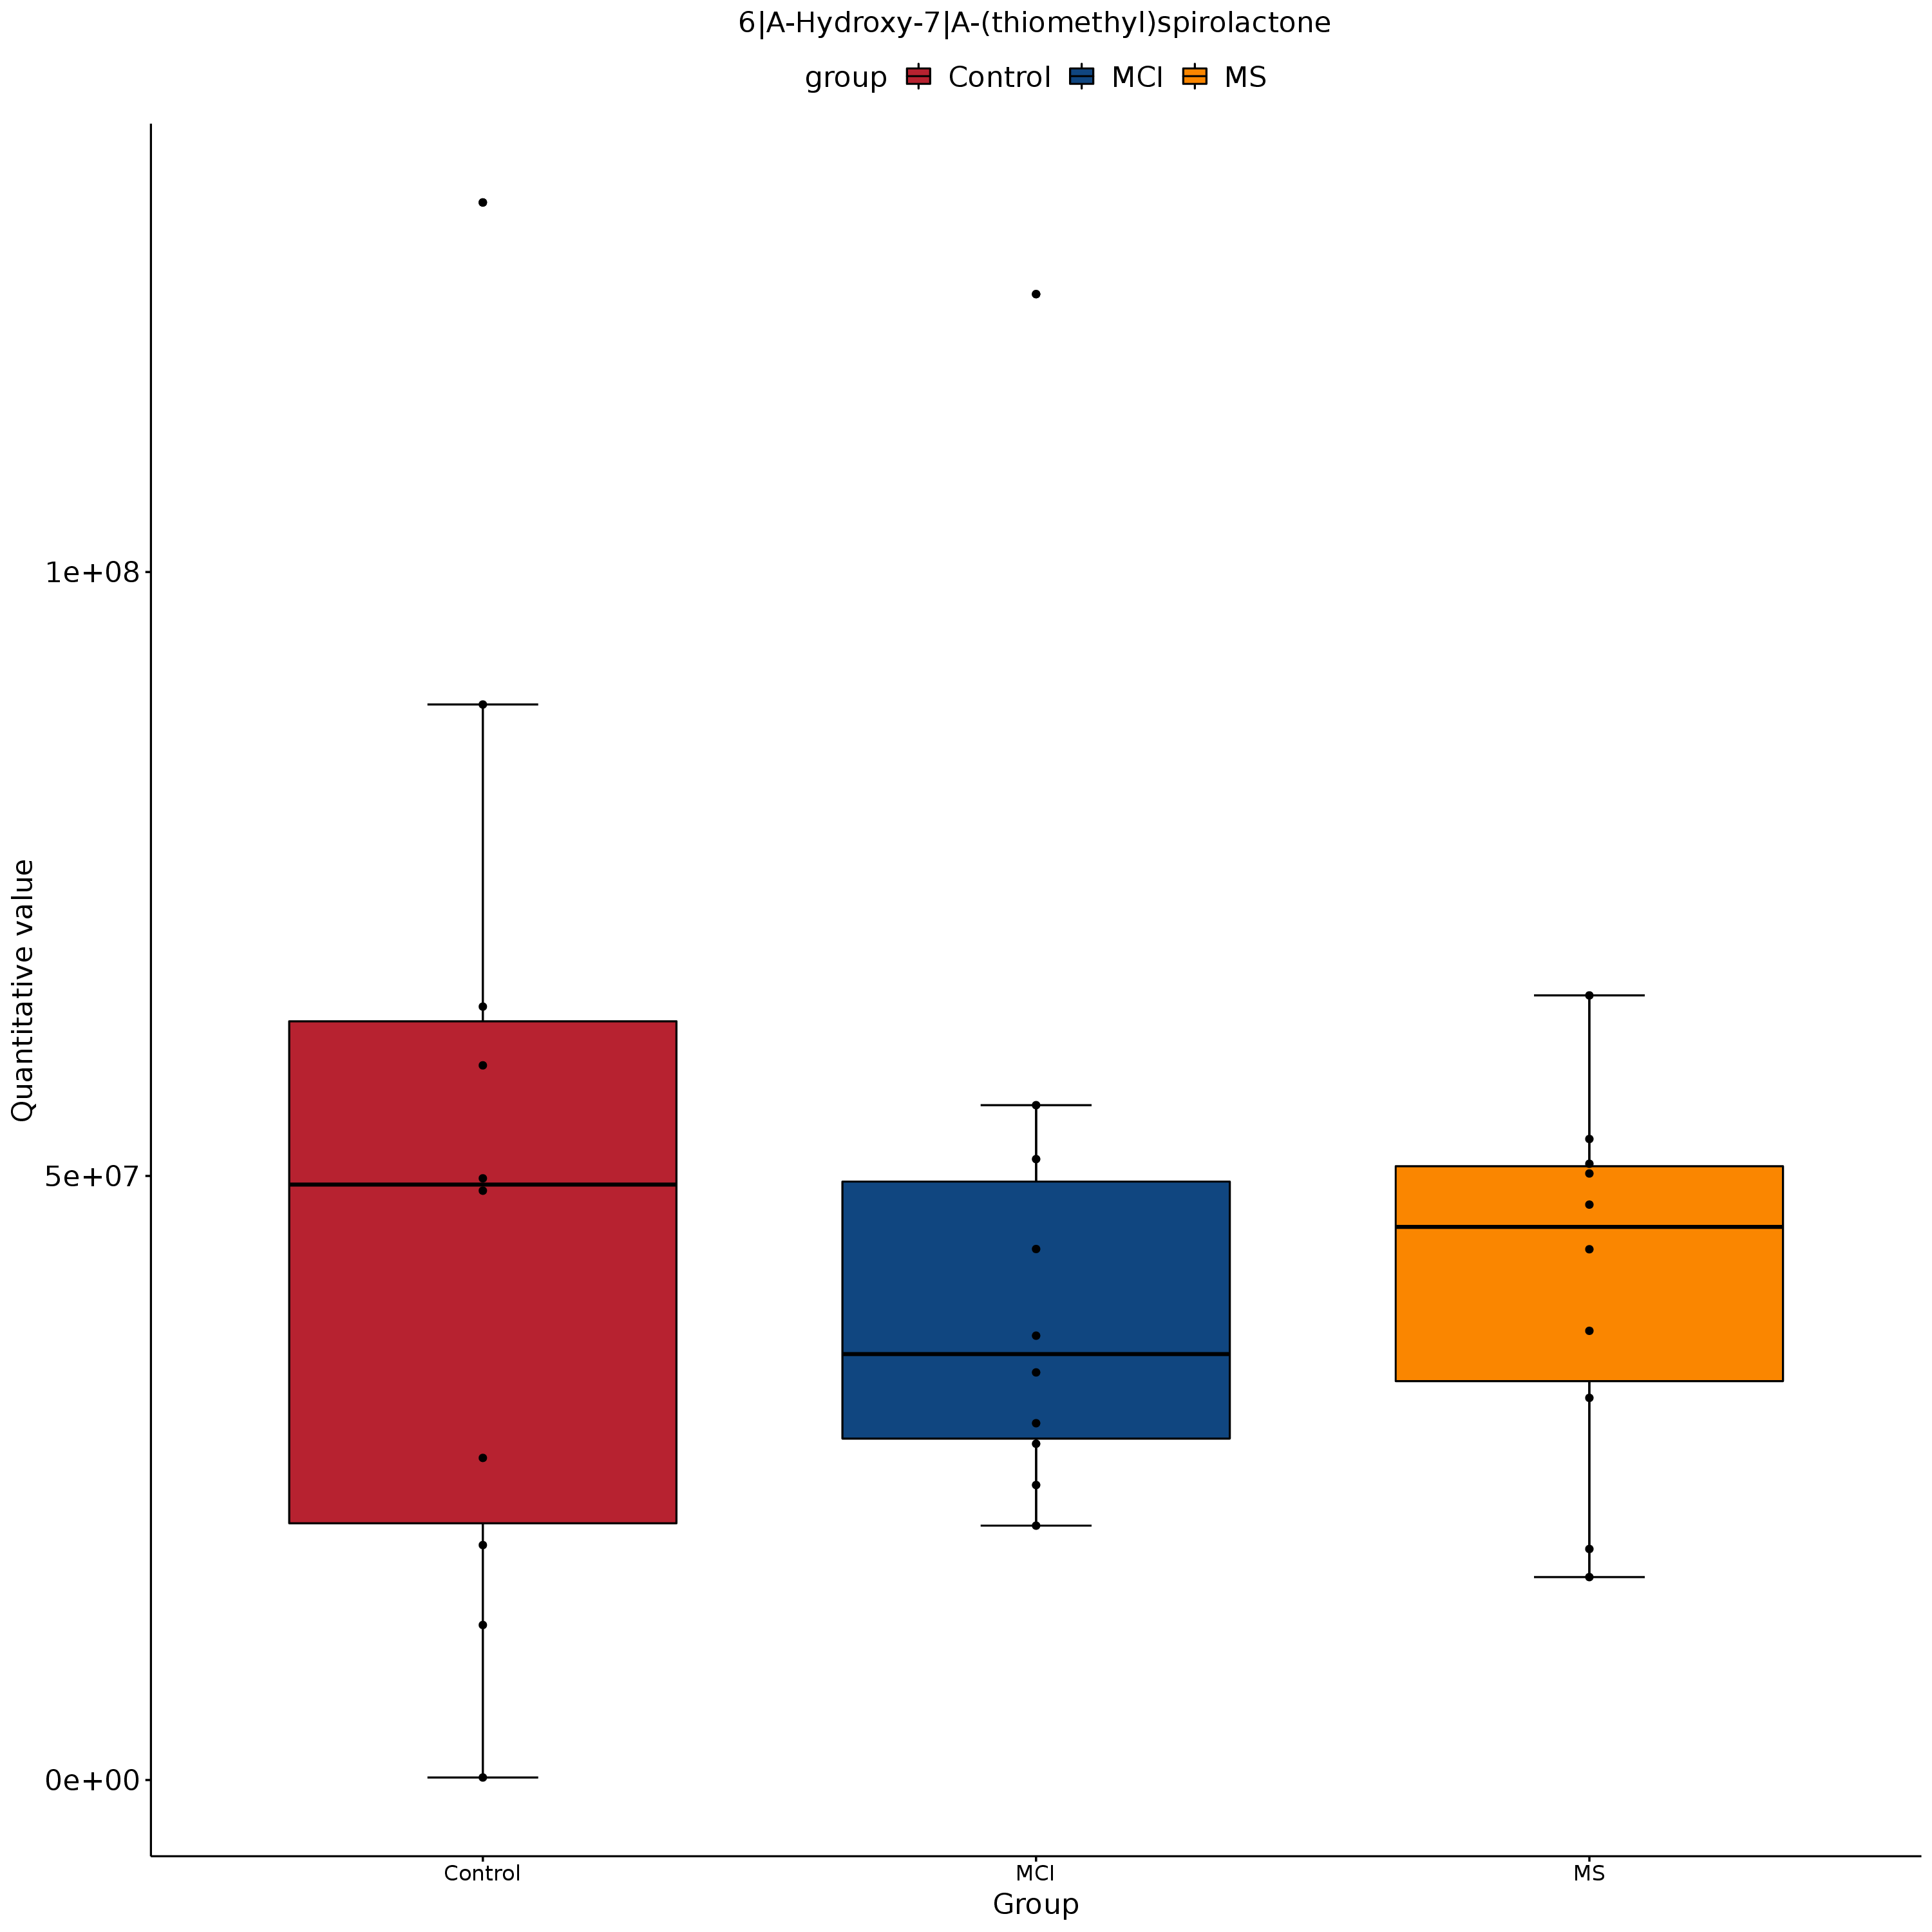 6|A-Hydroxy-7|A-(thiomethyl)spirolactone
group Control MCI MS
Quantitative value
1e+08
5e+07
0e+00
Control MCI MS
Group